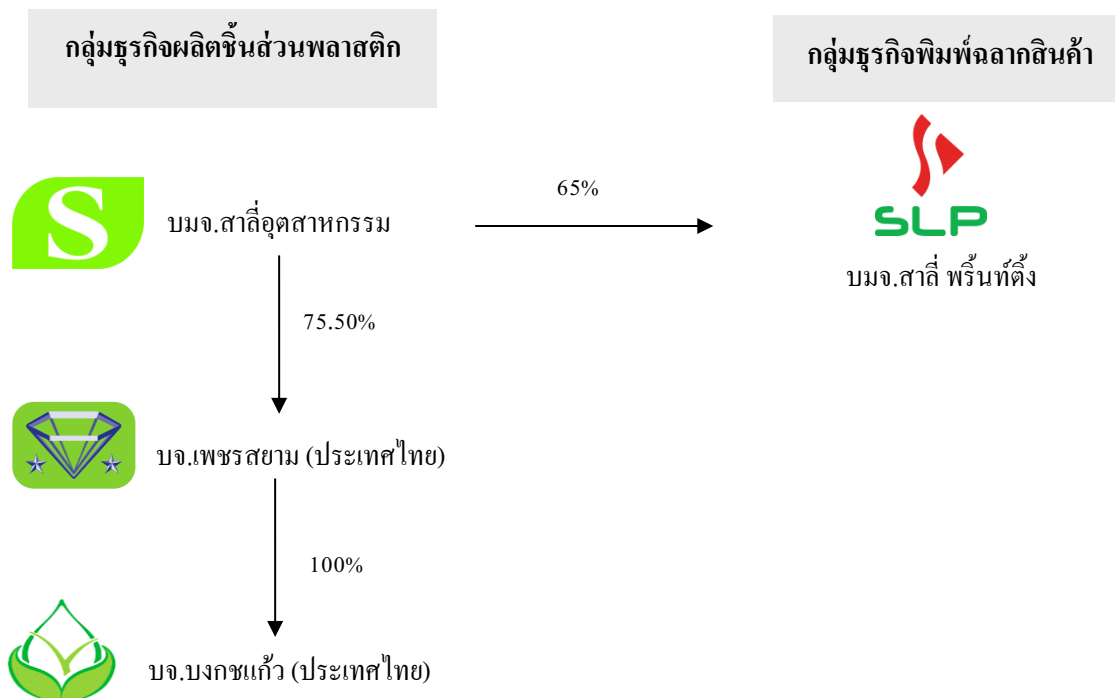 กลุ่มธุรกิจผลิตชิ้นส่วนพลาสติก
กลุ่มธุรกิจพิมพ์ฉลากสินค้า
S
บมจ.สาลี่อุตสาหกรรม
65%
SLP
บมจ.สาลี่ พริ้นท์ติ้ง
75.50%
บจ.เพชรสยาม (ประเทศไทย)
100%
บจ.บงกชแก้ว (ประเทศไทย)